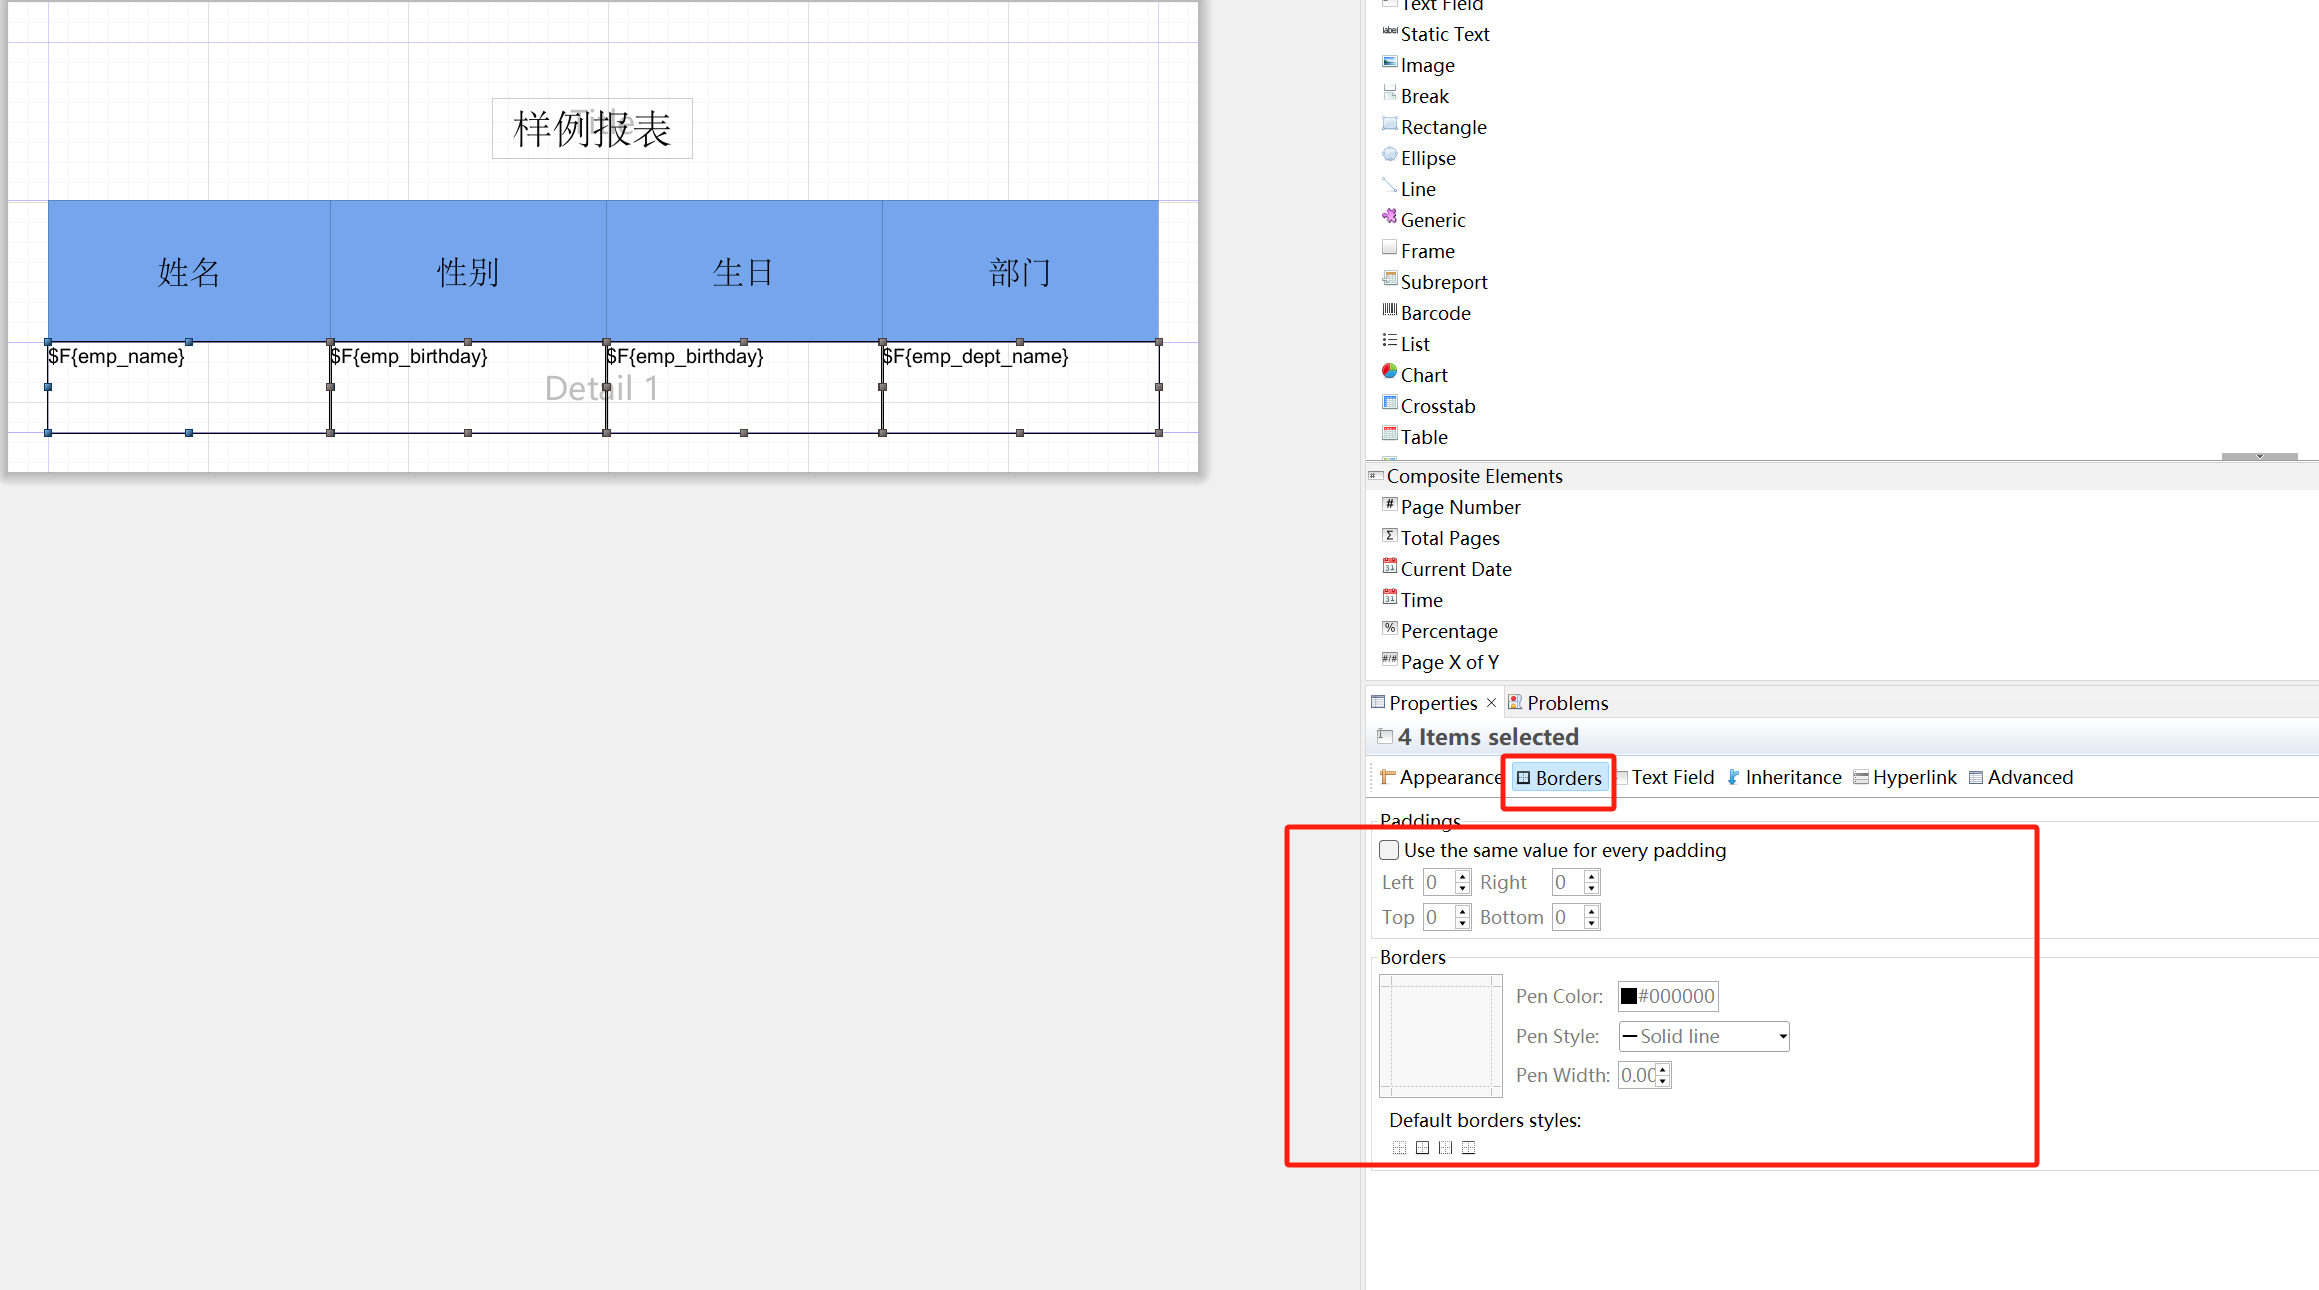 Title
样例报表
姓名 性别 生日 部门
$F{emp_name} $F{emp_birthday} $F{emp_birthday} $F{emp_dept_name}
Detail 1
Text Field
label Static Text
Image
Break
Rectangle
Ellipse
Line
Generic
Frame
Subreport
Barcode
List
Chart
Crosstab
Table
Composite Elements
# Page Number
Σ Total Pages
31 Current Date
31 Time
% Percentage
#/# Page X of Y
Properties × Problems
4 Items selected
Appearance Borders Text Field Inheritance Hyperlink Advanced
Paddings
Use the same value for every padding
Left 0 Right 0
Top 0 Bottom 0
Borders
Pen Color: #000000
Pen Style: Solid line
Pen Width: 0.00
Default borders styles: